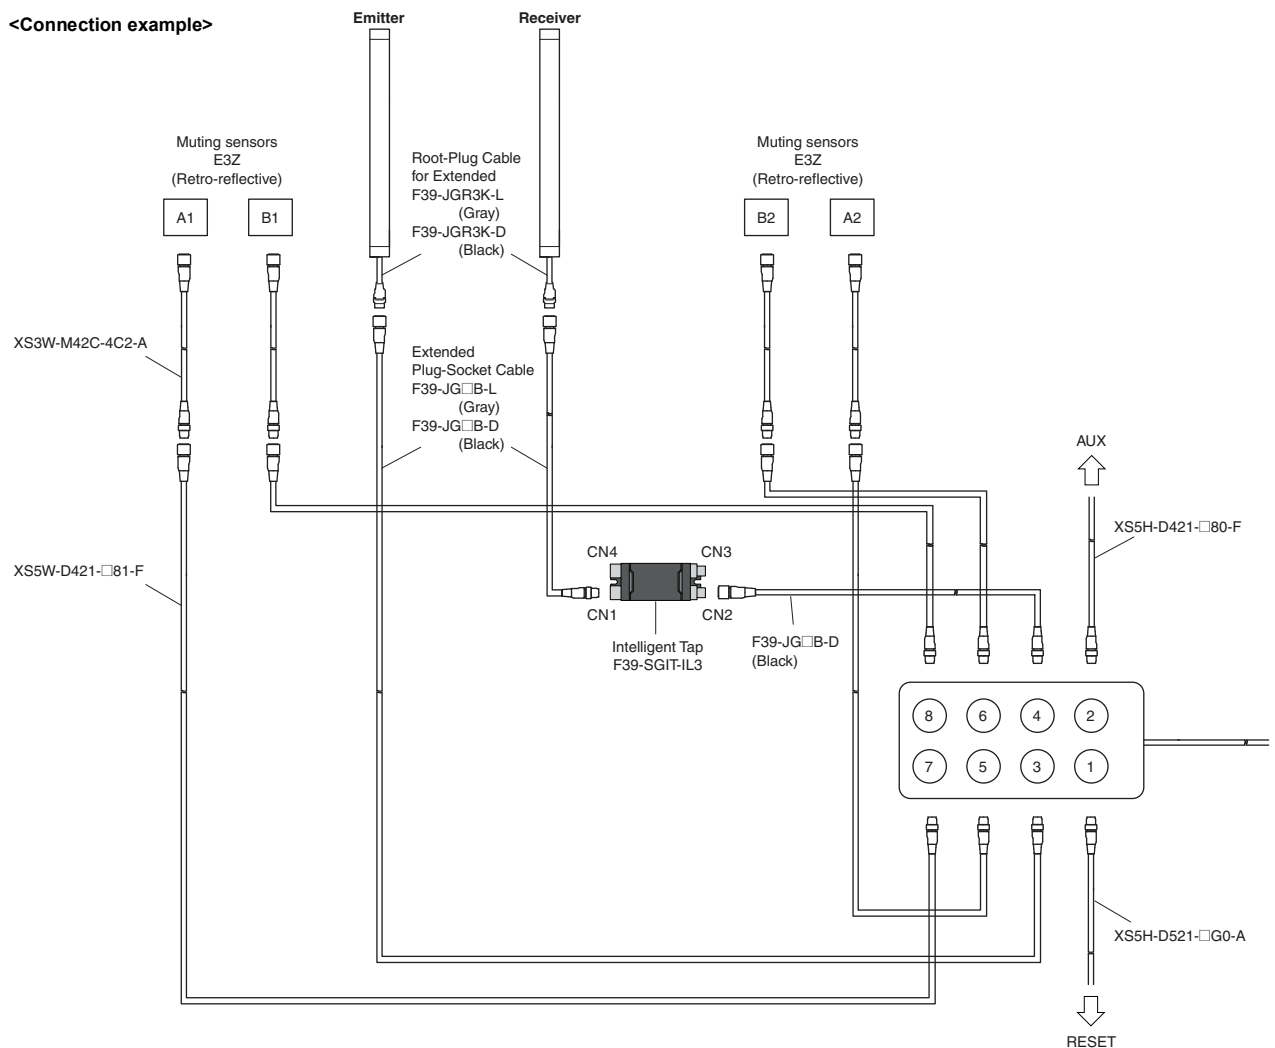 <Connection example>
Emitter
Receiver
Muting sensors
E3Z
(Retro-reflective)
A1
B1
Root-Plug Cable
for Extended
F39-JGR3K-L
(Gray)
F39-JGR3K-D
(Black)
Muting sensors
E3Z
(Retro-reflective)
B2
A2
XS3W-M42C-4C2-A
Extended
Plug-Socket Cable
F39-JG□B-L
(Gray)
F39-JG□B-D
(Black)
AUX
XS5H-D421-□80-F
XS5W-D421-□81-F
CN4
CN3
CN1
CN2
Intelligent Tap
F39-SGIT-IL3
F39-JG□B-D
(Black)
8
6
4
2
7
5
3
1
XS5H-D521-□G0-A
RESET